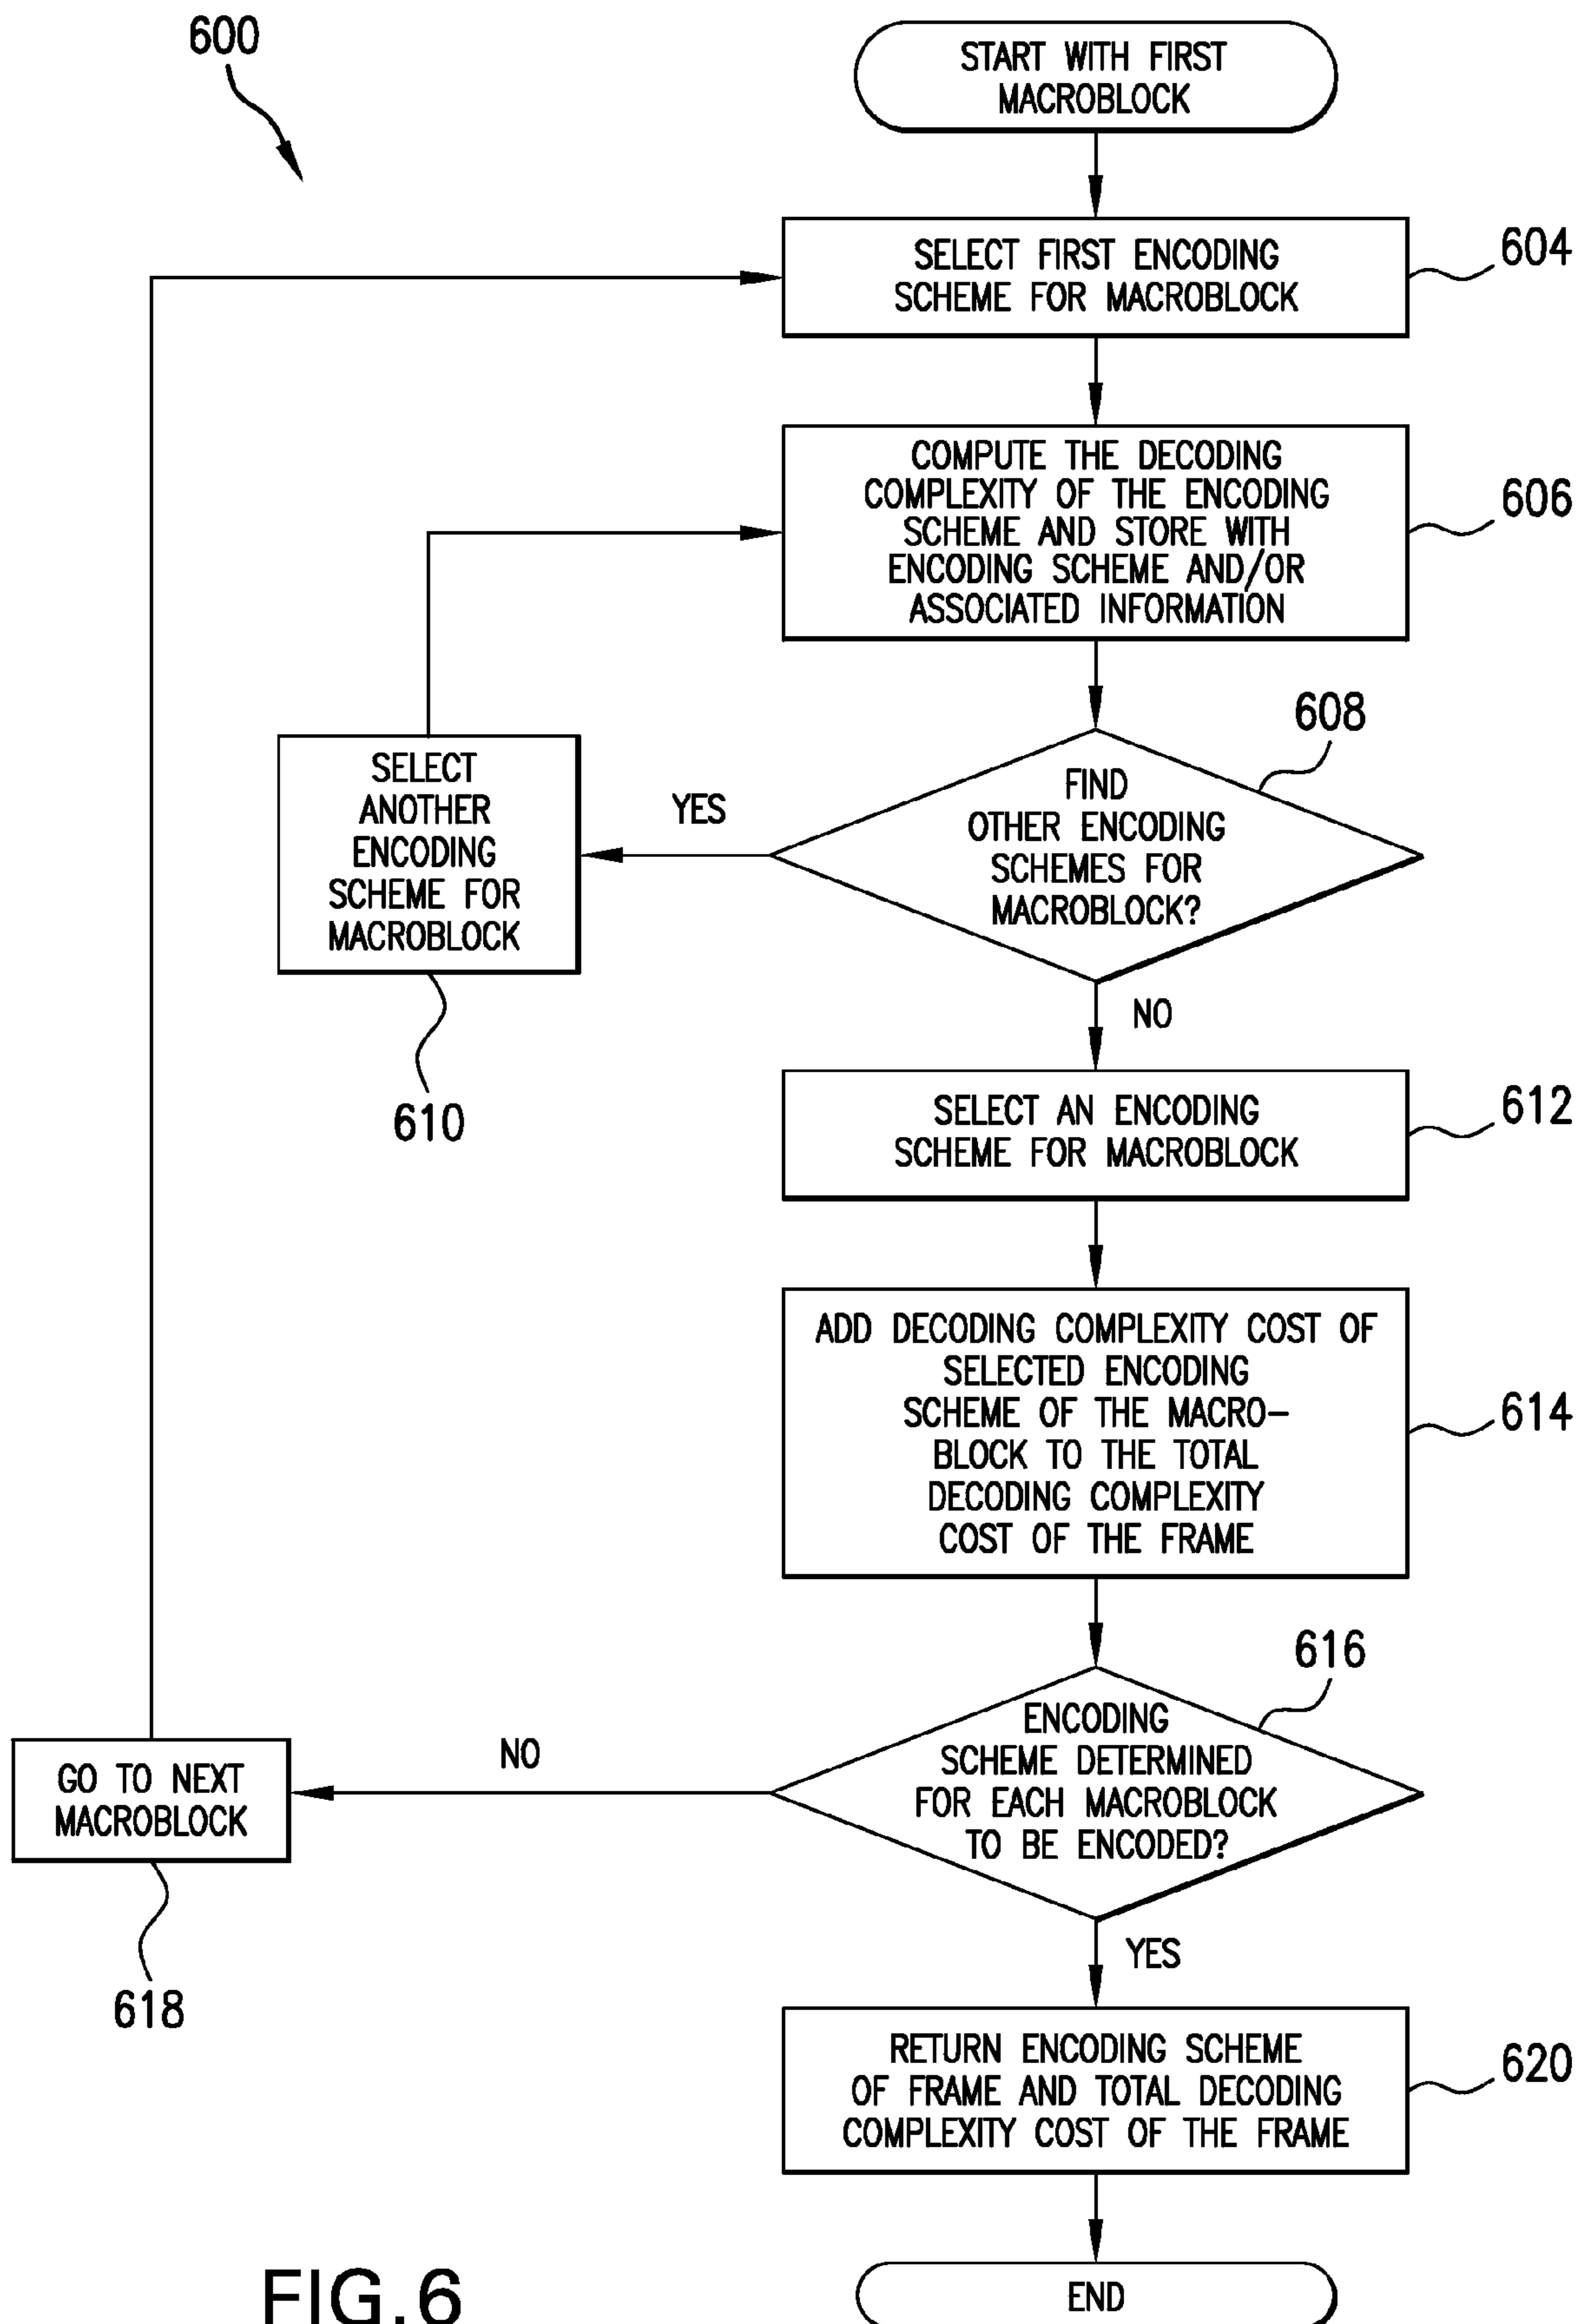 600
START WITH FIRST
MACROBLOCK
SELECT FIRST ENCODING
SCHEME FOR MACROBLOCK
604
COMPUTE THE DECODING
COMPLEXITY OF THE ENCODING
SCHEME AND STORE WITH
ENCODING SCHEME AND/OR
ASSOCIATED INFORMATION
606
FIND
OTHER ENCODING
SCHEMES FOR
MACROBLOCK?
608
YES
SELECT
ANOTHER
ENCODING
SCHEME FOR
MACROBLOCK
610
NO
SELECT AN ENCODING
SCHEME FOR MACROBLOCK
612
ADD DECODING COMPLEXITY COST OF
SELECTED ENCODING
SCHEME OF THE MACRO-
BLOCK TO THE TOTAL
DECODING COMPLEXITY
COST OF THE FRAME
614
ENCODING
SCHEME DETERMINED
FOR EACH MACROBLOCK
TO BE ENCODED?
616
NO
GO TO NEXT
MACROBLOCK
618
YES
RETURN ENCODING SCHEME
OF FRAME AND TOTAL DECODING
COMPLEXITY COST OF THE FRAME
620
END
FIG.6